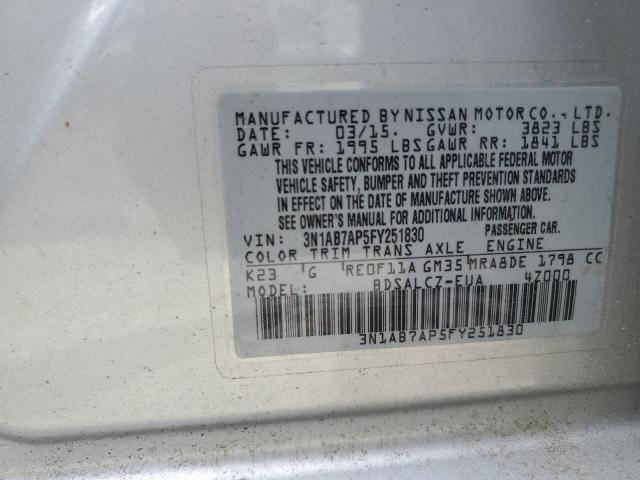 MANUFACTURED BY NISSAN MOTOR CO., LTD.
DATE: 03/15. GVWR: 3823 LBS
GAWR FR: 1995 LBS GAWR RR: 1841 LBS
THIS VEHICLE CONFORMS TO ALL APPLICABLE FEDERAL MOTOR
VEHICLE SAFETY, BUMPER AND THEFT PREVENTION STANDARDS
IN EFFECT ON THE DATE OF MANUFACTURE SHOWN ABOVE.
SEE OWNER'S MANUAL FOR ADDITIONAL INFORMATION.
VIN: 3N1AB7AP5FY251830 PASSENGER CAR.
COLOR TRIM TRANS AXLE ENGINE
K23 G RE0F11A GM35 MRA8DE 1798 CC
MODEL: BDSALCZ-EUA 4Z000
3N1AB7AP5FY251830